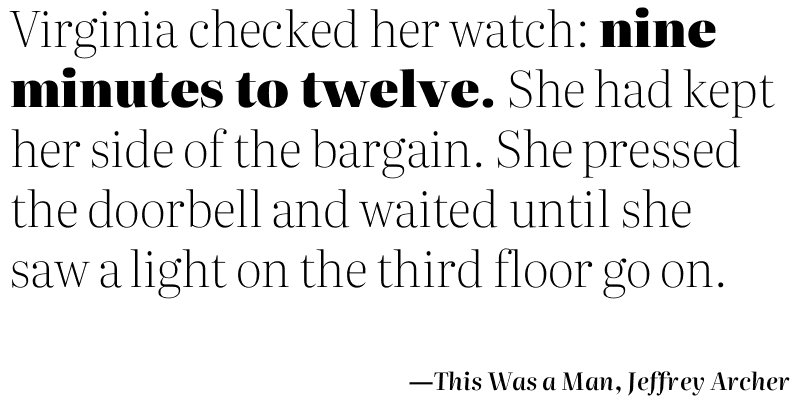 Virginia checked her watch: nine
minutes to twelve. She had kept
her side of the bargain. She pressed
the doorbell and waited until she
saw a light on the third floor go on.
—This Was a Man, Jeffrey Archer